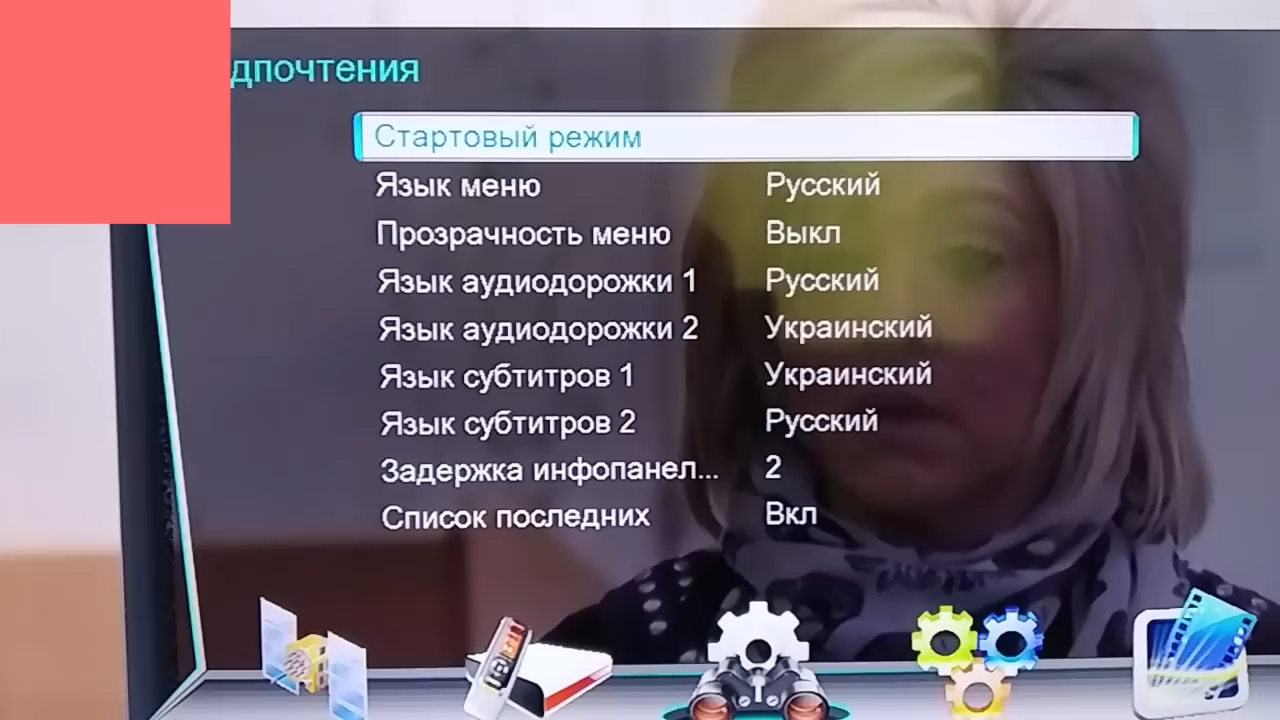 дпочтения
Стартовый режим
Язык меню Русский
Прозрачность меню Выкл
Язык аудиодорожки 1 Русский
Язык аудиодорожки 2 Украинский
Язык субтитров 1 Украинский
Язык субтитров 2 Русский
Задержка инфопанел... 2
Список последних Вкл